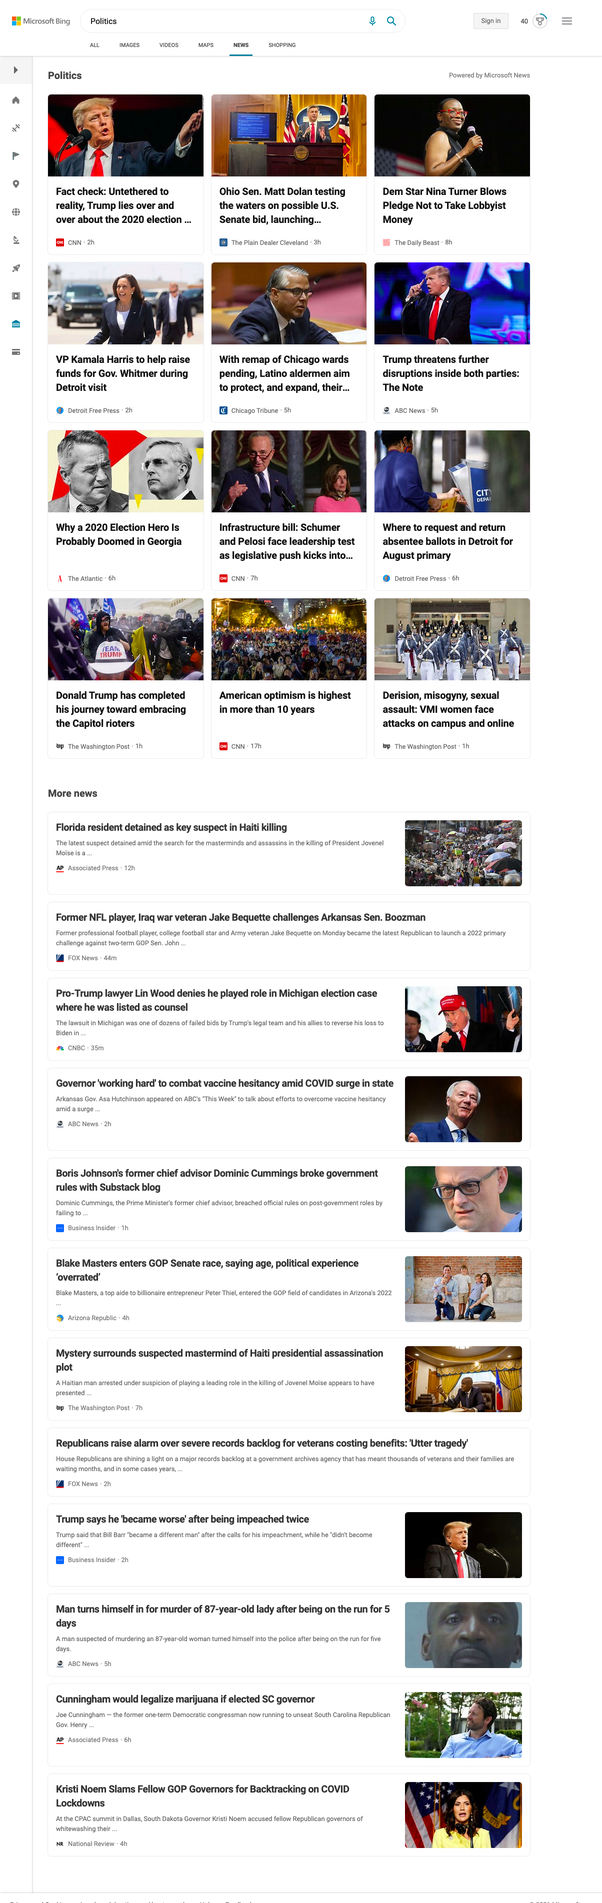 Microsoft Bing
Politics
Sign in
40
ALL
IMAGES
VIDEOS
MAPS
NEWS
SHOPPING
Politics
Powered by Microsoft News
Fact check: Untethered to
reality, Trump lies over and
over about the 2020 election ...
CNN · 2h
Ohio Sen. Matt Dolan testing
the waters on possible U.S.
Senate bid, launching...
The Plain Dealer Cleveland · 3h
Dem Star Nina Turner Blows
Pledge Not to Take Lobbyist
Money
The Daily Beast · 8h
VP Kamala Harris to help raise
funds for Gov. Whitmer during
Detroit visit
Detroit Free Press · 2h
With remap of Chicago wards
pending, Latino aldermen aim
to protect, and expand, their...
Chicago Tribune · 5h
Trump threatens further
disruptions inside both parties:
The Note
ABC News · 5h
Why a 2020 Election Hero Is
Probably Doomed in Georgia
The Atlantic · 6h
Infrastructure bill: Schumer
and Pelosi face leadership test
as legislative push kicks into...
CNN · 7h
CIT
DEPA
Where to request and return
absentee ballots in Detroit for
August primary
Detroit Free Press · 6h
TEAM
TRUMP
Donald Trump has completed
his journey toward embracing
the Capitol rioters
The Washington Post · 1h
American optimism is highest
in more than 10 years
CNN · 17h
Derision, misogyny, sexual
assault: VMI women face
attacks on campus and online
The Washington Post · 1h
More news
Florida resident detained as key suspect in Haiti killing
The latest suspect detained amid the search for the masterminds and assassins in the killing of President Jovenel
Moïse is a ...
AP Associated Press · 12h
Former NFL player, Iraq war veteran Jake Bequette challenges Arkansas Sen. Boozman
Former professional football player, college football star and Army veteran Jake Bequette on Monday became the latest Republican to launch a 2022 primary
challenge against two-term GOP Sen. John ...
FOX News · 44m
Pro-Trump lawyer Lin Wood denies he played role in Michigan election case
where he was listed as counsel
The lawsuit in Michigan was one of dozens of failed bids by Trump's legal team and his allies to reverse his loss to
Biden in ...
CNBC · 35m
Governor 'working hard' to combat vaccine hesitancy amid COVID surge in state
Arkansas Gov. Asa Hutchinson appeared on ABC's "This Week" to talk about efforts to overcome vaccine hesitancy
amid a surge ...
ABC News · 2h
Boris Johnson's former chief advisor Dominic Cummings broke government
rules with Substack blog
Dominic Cummings, the Prime Minister's former chief advisor, breached official rules on post-government roles by
failing to ...
Business Insider · 1h
Blake Masters enters GOP Senate race, saying age, political experience
'overrated'
Blake Masters, a top aide to billionaire entrepreneur Peter Thiel, entered the GOP field of candidates in Arizona's 2022
...
Arizona Republic · 4h
Mystery surrounds suspected mastermind of Haiti presidential assassination
plot
A Haitian man arrested under suspicion of playing a leading role in the killing of Jovenel Moïse appears to have
presented ...
The Washington Post · 7h
Republicans raise alarm over severe records backlog for veterans costing benefits: 'Utter tragedy'
House Republicans are shining a light on a major records backlog at a government archives agency that has meant thousands of veterans and their families are
waiting months, and in some cases years, ...
FOX News · 2h
Trump says he 'became worse' after being impeached twice
Trump said that Bill Barr "became a different man" after the calls for his impeachment, while he "didn't become
different" ...
Business Insider · 2h
Man turns himself in for murder of 87-year-old lady after being on the run for 5
days
A man suspected of murdering an 87-year-old woman turned himself into the police after being on the run for five
days.
ABC News · 5h
Cunningham would legalize marijuana if elected SC governor
Joe Cunningham — the former one-term Democratic congressman now running to unseat South Carolina Republican
Gov. Henry ...
AP Associated Press · 6h
Kristi Noem Slams Fellow GOP Governors for Backtracking on COVID
Lockdowns
At the CPAC summit in Dallas, South Dakota Governor Kristi Noem accused fellow Republican governors of
whitewashing their ...
NR National Review · 4h